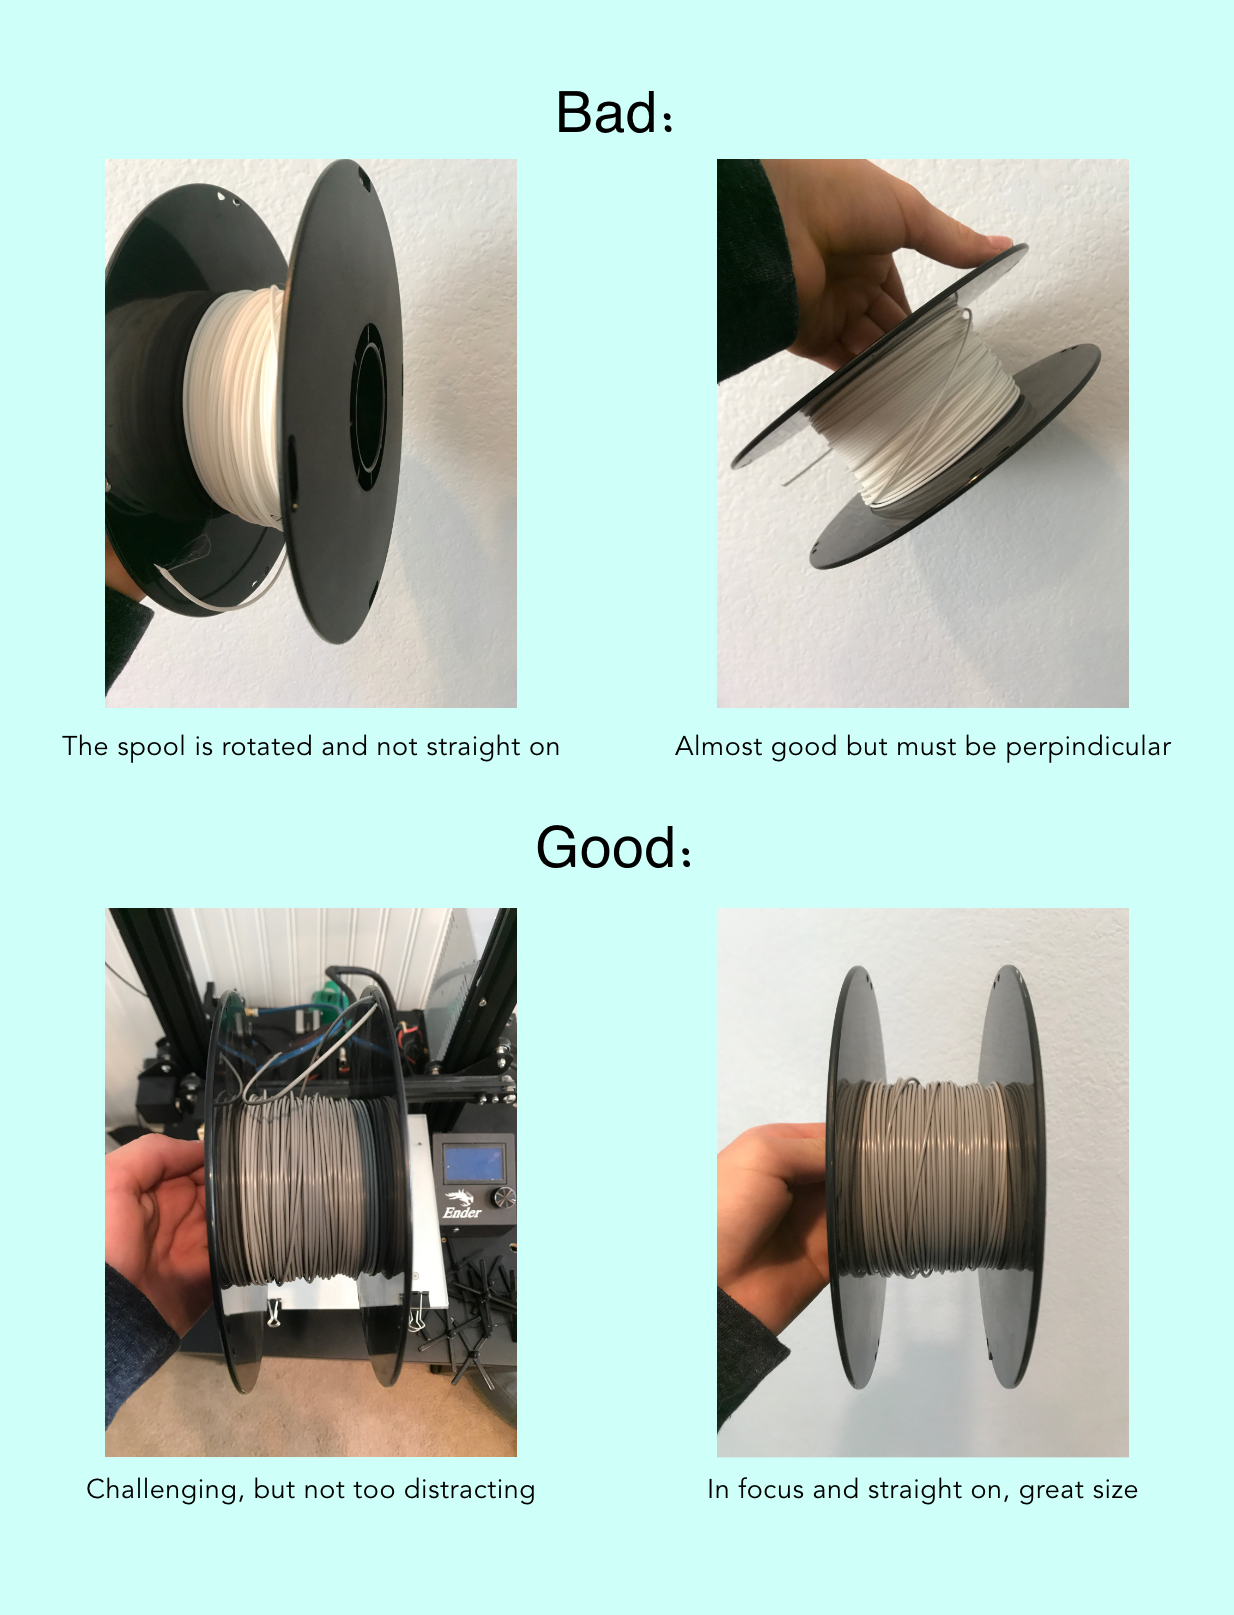 Bad:
The spool is rotated and not straight on
Almost good but must be perpindicular
Good:
Ender
Challenging, but not too distracting
In focus and straight on, great size